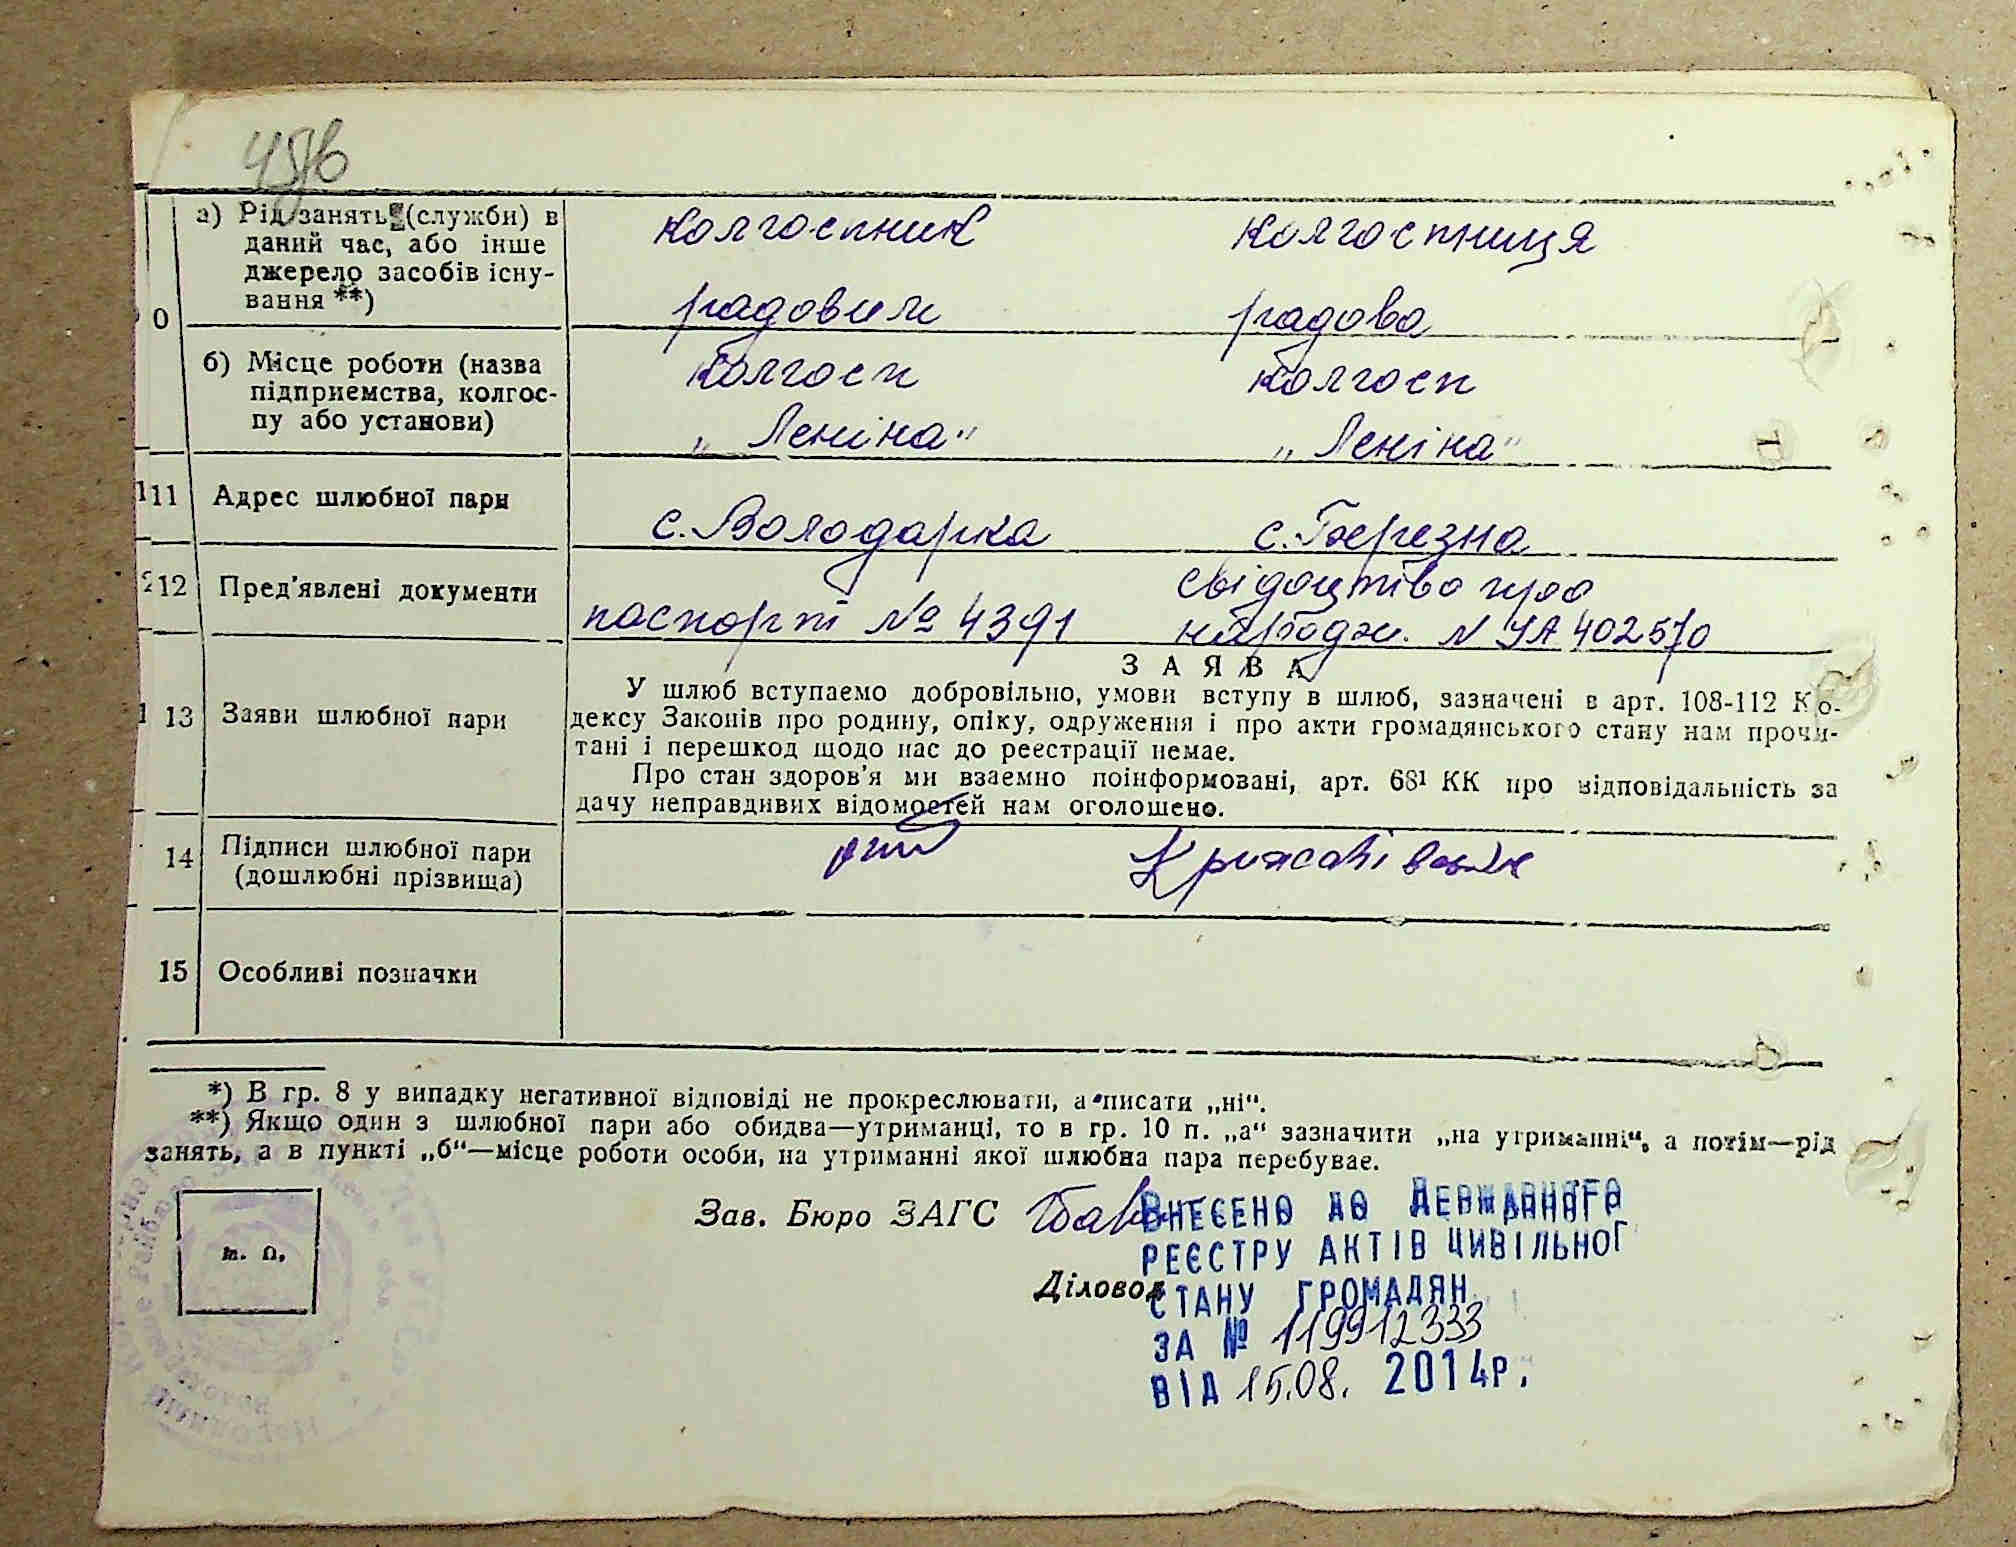 а) Рід занять (служби) в
даний час, або інше
джерело засобів існу-
вання **)
колгоспник колгоспниця
рядовий рядова
0
б) Місце роботи (назва
підприємства, колгос-
пу або установи)
колгосп колгосп
„Леніна" „Леніна"
11 Адрес шлюбної пари
с. Володарка с. Березна
12 Пред'явлені документи
паспорт № 4391
свідоцтво про
народж. N УА 402570
13 Заяви шлюбної пари
ЗАЯВА
У шлюб вступаємо добровільно, умови вступу в шлюб, зазначені в арт. 108-112 Ко-
дексу Законів про родину, опіку, одруження і про акти громадянського стану нам прочи-
тані і перешкод щодо нас до реєстрації немає.
Про стан здоров'я ми взаємно поінформовані, арт. 68¹ КК про відповідальність за
дачу неправдивих відомостей нам оголошено.
14 Підписи шлюбної пари
(дошлюбні прізвища)
15 Особливі позначки
*) В гр. 8 у випадку негативної відповіді не прокреслювати, а писати „ні“.
**) Якщо один з шлюбної пари або обидва—утриманці, то в гр. 10 п. „а“ зазначити „на утриманні“, а потім—рід
занять, а в пункті „б“—місце роботи особи, на утриманні якої шлюбна пара перебуває.
м. п.
Зав. Бюро ЗАГС
Діловод
ВНЕСЕНО ДО ДЕРЖАВНОГО
РЕЄСТРУ АКТІВ ЦИВІЛЬНОГ
СТАНУ ГРОМАДЯН
ЗА № 119912333
ВІД 15.08. 2014р.